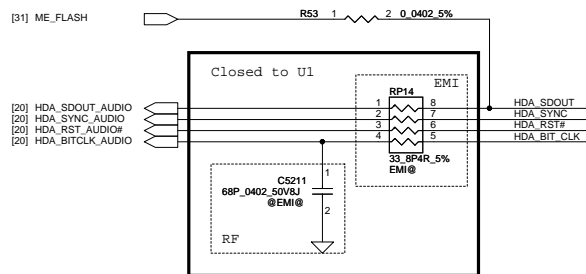 [31] ME_FLASH
R53 1 2 0_0402_5%
Closed to U1
EMI
RP14
[20] HDA_SDOUT_AUDIO 1 8 HDA_SDOUT
[20] HDA_SYNC_AUDIO 2 7 HDA_SYNC
[20] HDA_RST_AUDIO# 3 6 HDA_RST#
[20] HDA_BITCLK_AUDIO 4 5 HDA_BIT_CLK
33_8P4R_5%
EMI@
1
C5211
68P_0402_50V8J
@EMI@
2
RF